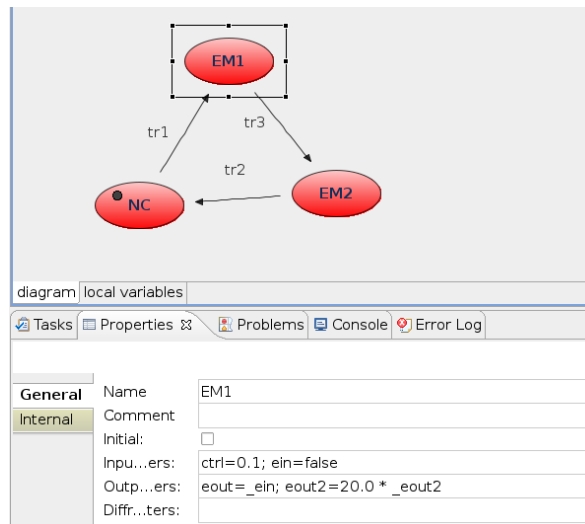 EM1
tr1
tr3
tr2
NC
EM2
diagram local variables
Tasks Properties Problems Console Error Log
General Name EM1
Internal Comment
Initial:
Inpu...ers: ctrl=0.1; ein=false
Outp...ers: eout=_ein; eout2=20.0 * _eout2
Diffr...ters: